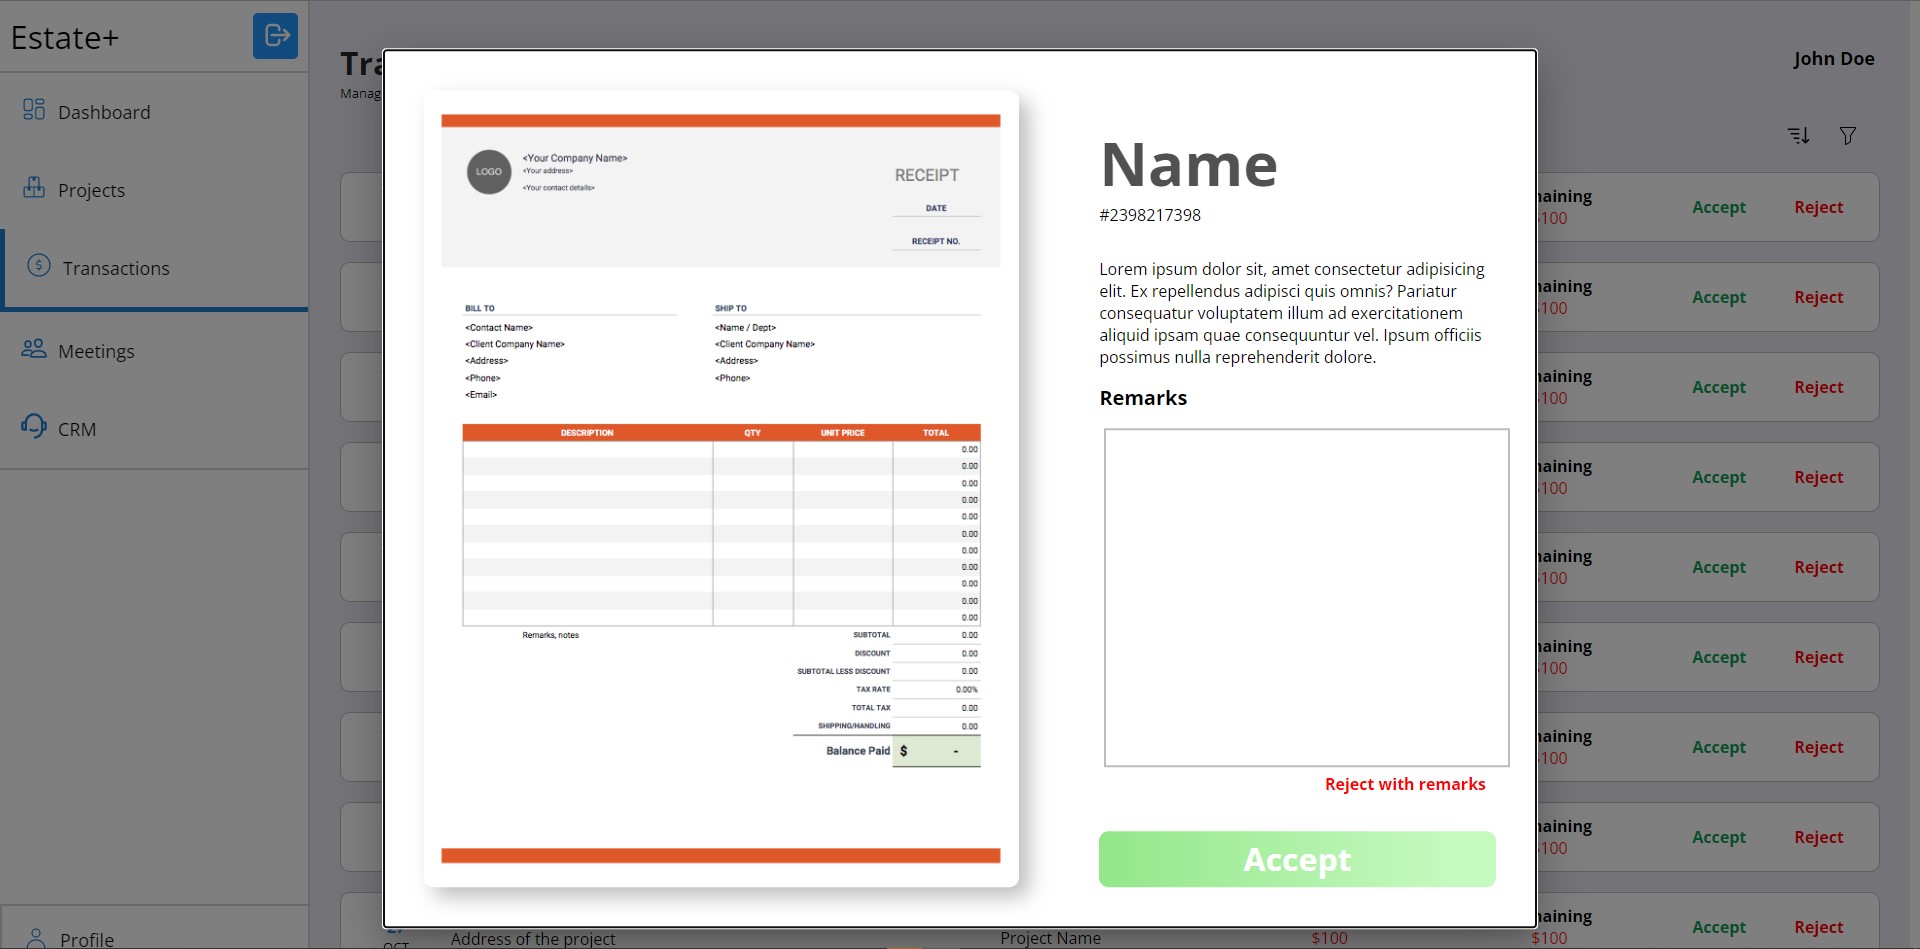 Estate+
Dashboard
Projects
Transactions
Meetings
CRM
Profile
Tra
Manag
John Doe
LOGO
<Your Company Name>
<Your address>
<Your contact details>
RECEIPT
DATE
RECEIPT NO.
BILL TO
<Contact Name>
<Client Company Name>
<Address>
<Phone>
<Email>
SHIP TO
<Name / Dept>
<Client Company Name>
<Address>
<Phone>
DESCRIPTION QTY UNIT PRICE TOTAL
0.00
0.00
0.00
0.00
0.00
0.00
0.00
0.00
0.00
0.00
0.00
Remarks, notes
SUBTOTAL 0.00
DISCOUNT 0.00
SUBTOTAL LESS DISCOUNT 0.00
TAX RATE 0.00%
TOTAL TAX 0.00
SHIPPING/HANDLING 0.00
Balance Paid $ -
Name
#2398217398
Lorem ipsum dolor sit, amet consectetur adipisicing
elit. Ex repellendus adipisci quis omnis? Pariatur
consequatur voluptatem illum ad exercitationem
aliquid ipsam quae consequuntur vel. Ipsum officiis
possimus nulla reprehenderit dolore.
Remarks
Reject with remarks
Accept
aining
$100
Accept Reject
aining
$100
Accept Reject
aining
$100
Accept Reject
aining
$100
Accept Reject
aining
$100
Accept Reject
aining
$100
Accept Reject
aining
$100
Accept Reject
aining
$100
Accept Reject
aining
$100
Accept Reject
OCT
Address of the project
Project Name
$100